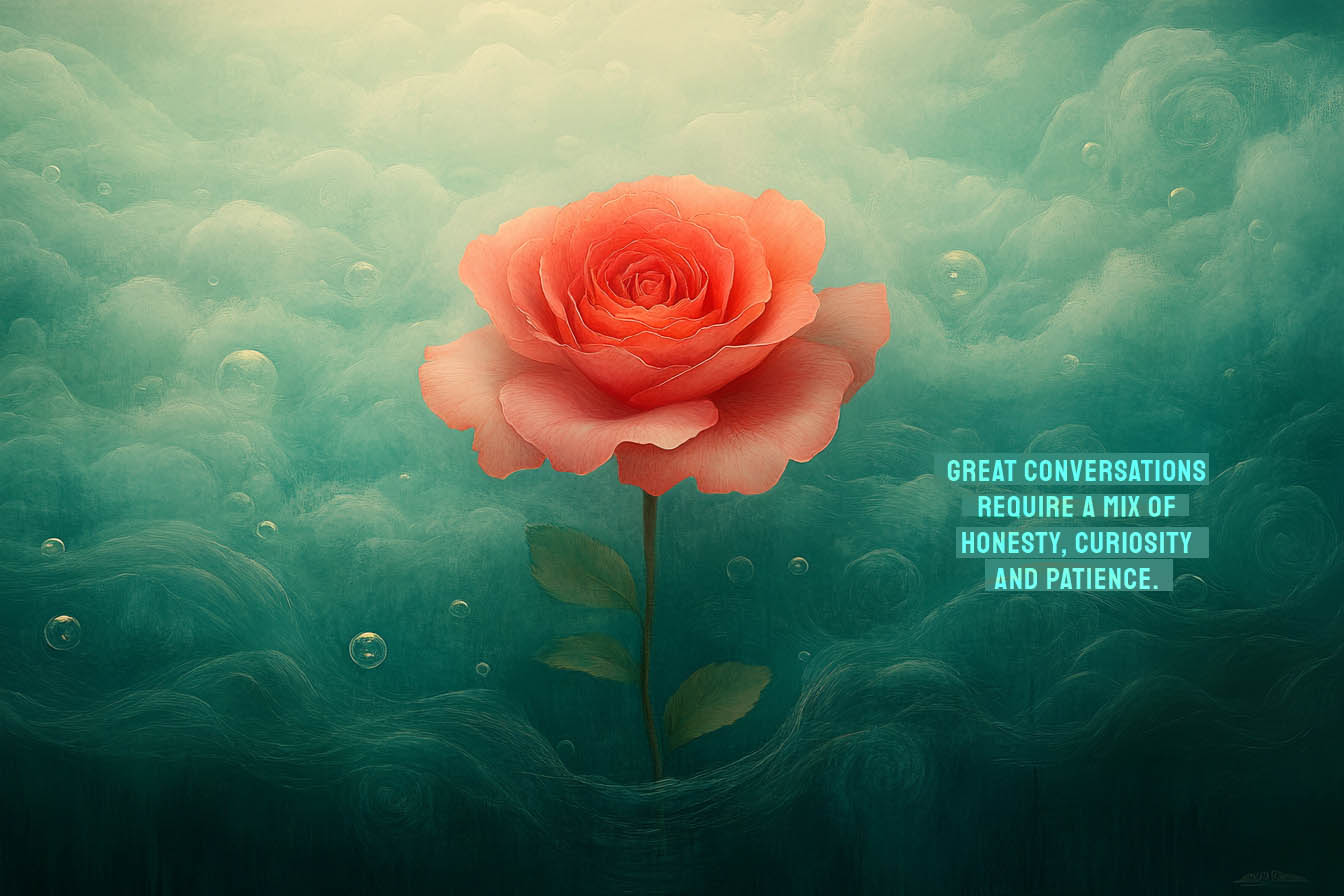 GREAT CONVERSATIONS
REQUIRE A MIX OF
HONESTY, CURIOSITY
AND PATIENCE.